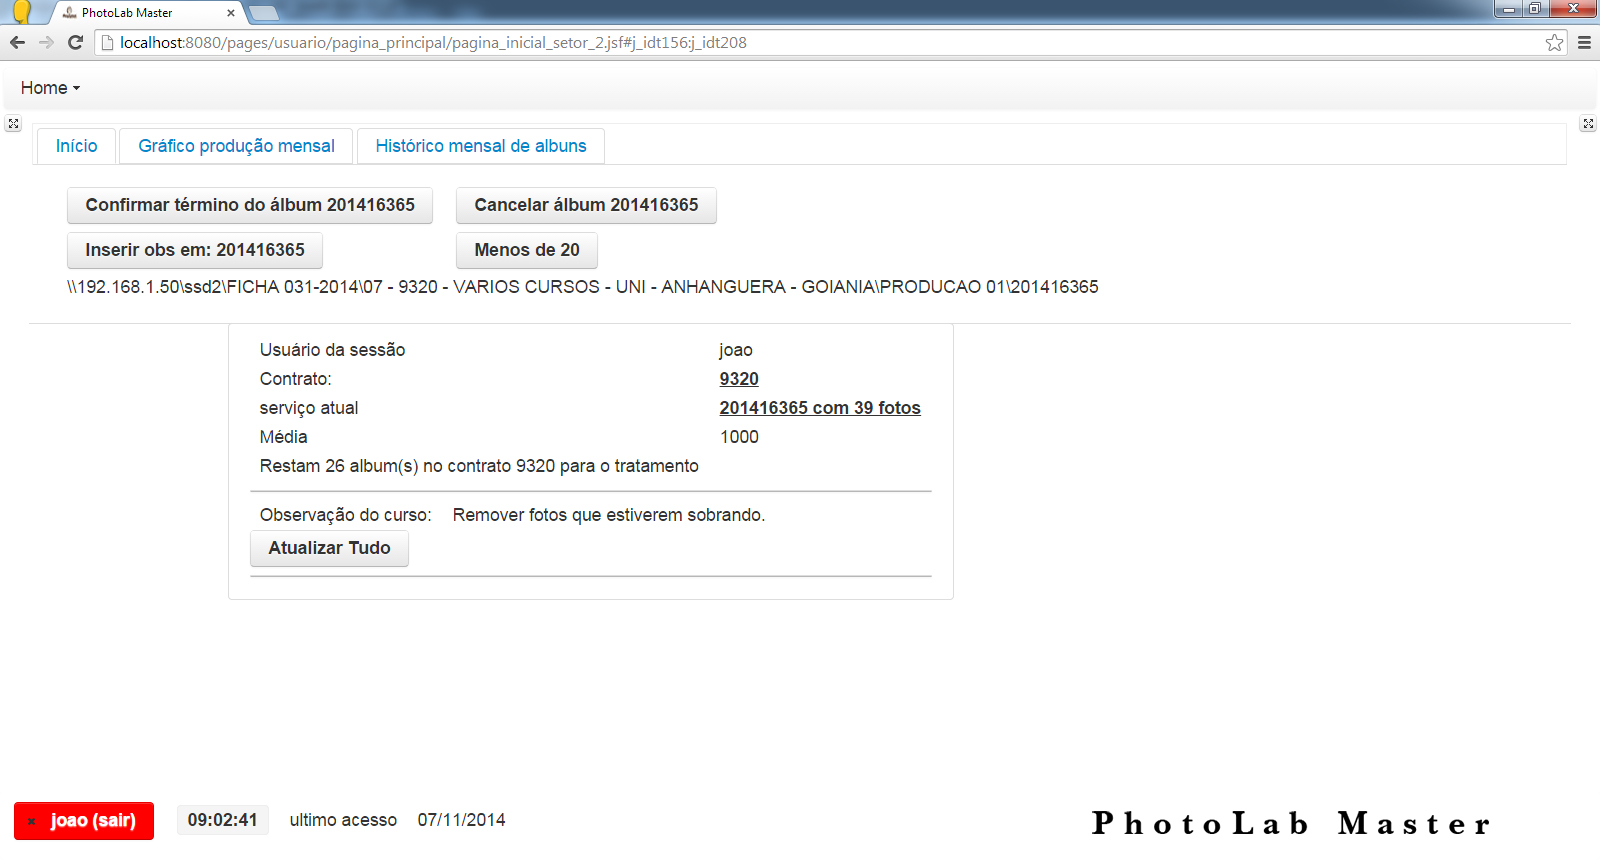 PhotoLab Master
localhost:8080/pages/usuario/pagina_principal/pagina_inicial_setor_2.jsf#j_idt156:j_idt208
Home
Início Gráfico produção mensal Histórico mensal de albuns
Confirmar término do álbum 201416365 Cancelar álbum 201416365
Inserir obs em: 201416365 Menos de 20
\\192.168.1.50\ssd2\FICHA 031-2014\07 - 9320 - VARIOS CURSOS - UNI - ANHANGUERA - GOIANIA\PRODUCAO 01\201416365
Usuário da sessão joao
Contrato: 9320
serviço atual 201416365 com 39 fotos
Média 1000
Restam 26 album(s) no contrato 9320 para o tratamento
Observação do curso: Remover fotos que estiverem sobrando.
Atualizar Tudo
joao (sair) 09:02:41 ultimo acesso 07/11/2014 PhotoLab Master